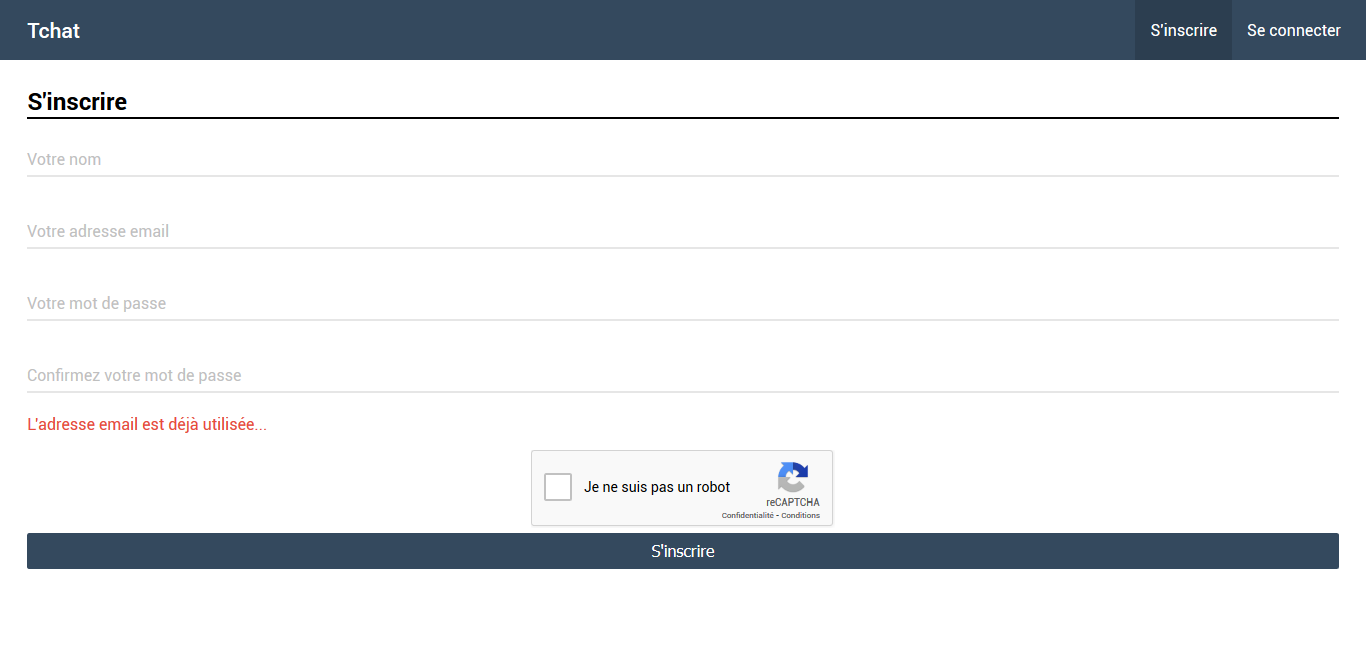 Tchat
S'inscrire
Se connecter
S'inscrire
Votre nom
Votre adresse email
Votre mot de passe
Confirmez votre mot de passe
L'adresse email est déjà utilisée...
Je ne suis pas un robot
reCAPTCHA
Confidentialité - Conditions
S'inscrire